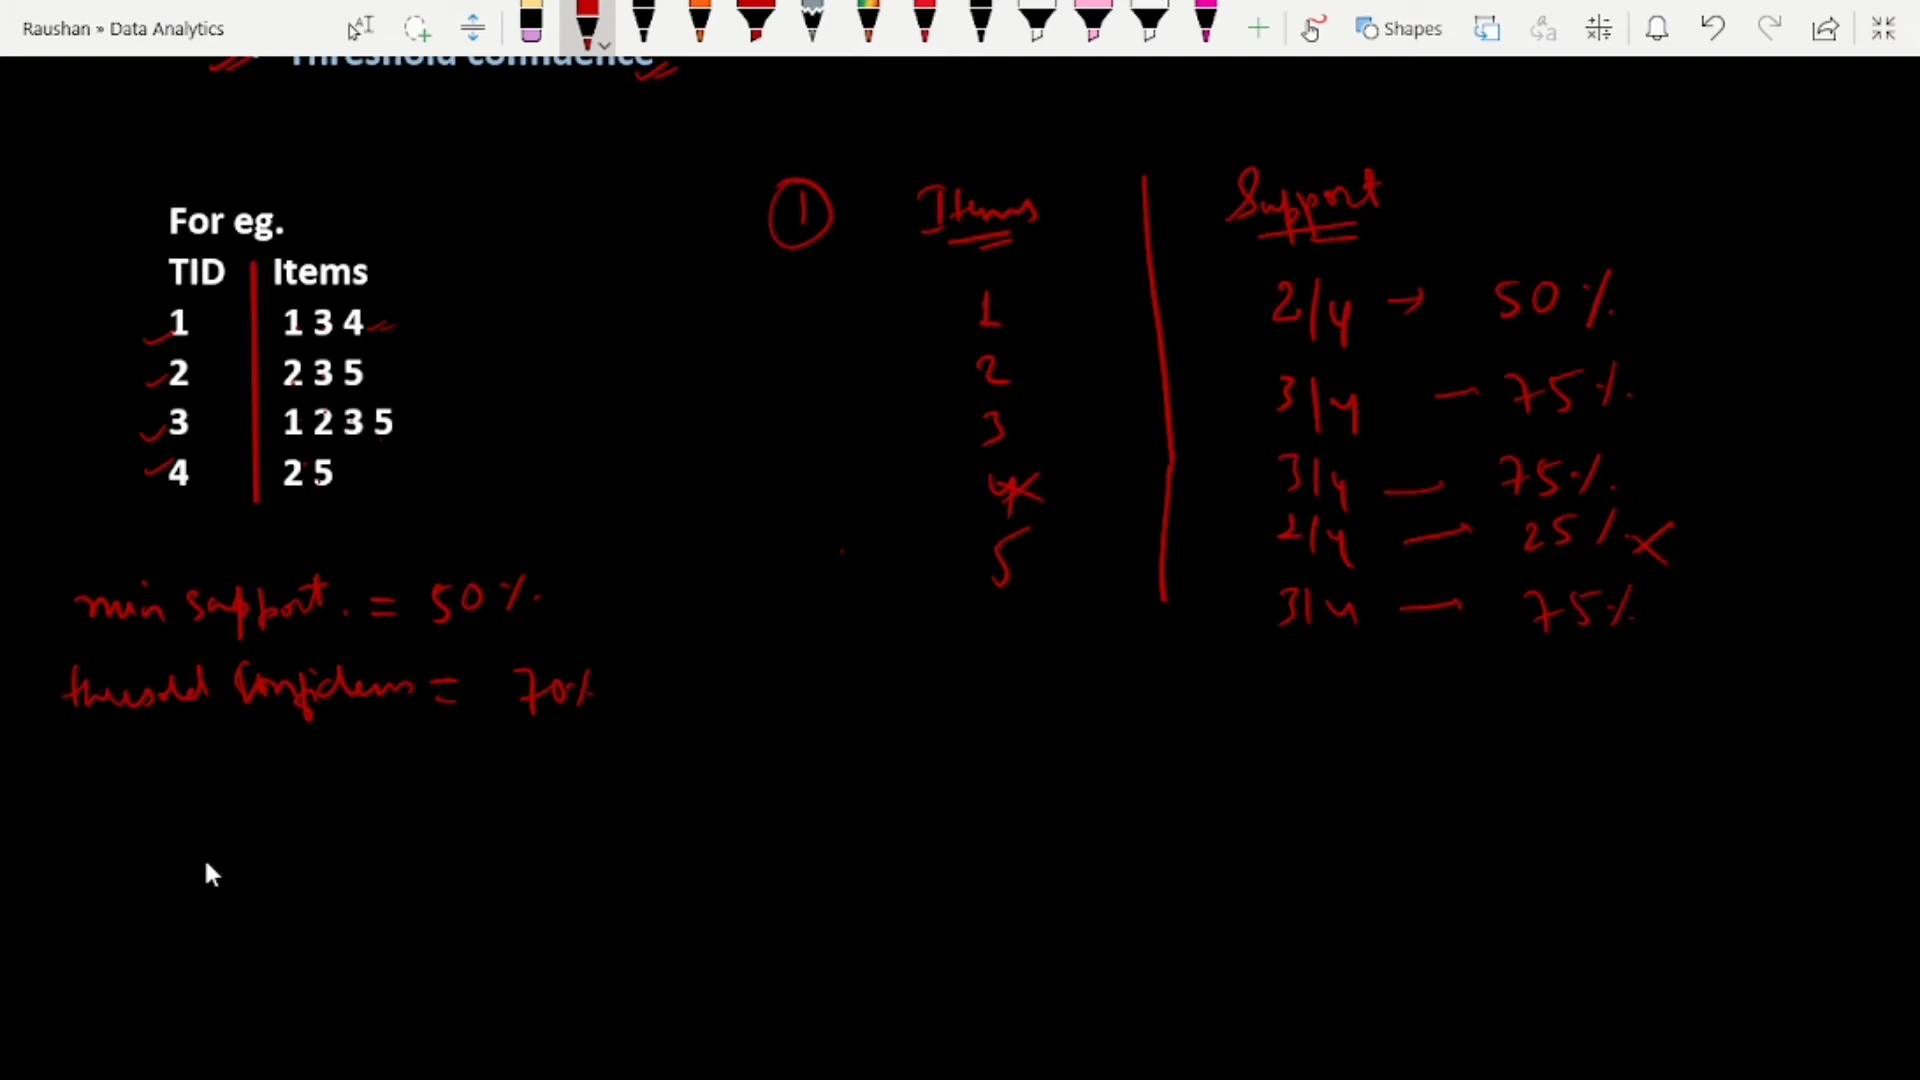 Raushan » Data Analytics
Shapes
Threshold confidence
For eg.
TID Items
1 1 3 4
2 2 3 5
3 1 2 3 5
4 2 5
min support. = 50%.
= 70%
① Items Support
1 2/4 → 50%
2 3/4 – 75%.
3 3/4 — 75%.
4 2/4 — 25% ×
5 3/4 — 75%.